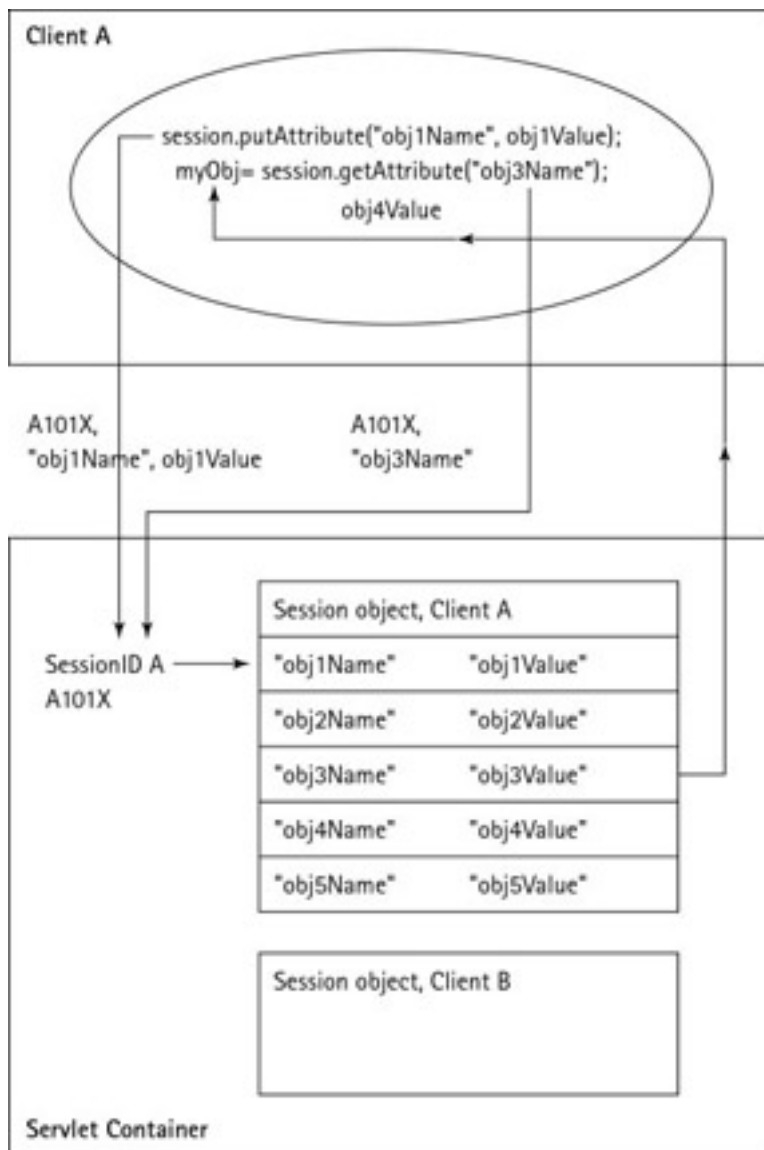 Client A
session.putAttribute("obj1Name", obj1Value);
myObj= session.getAttribute("obj3Name");
obj4Value
A101X,
"obj1Name", obj1Value
A101X,
"obj3Name"
Session object, Client A
SessionID A
A101X
"obj1Name" "obj1Value"
"obj2Name" "obj2Value"
"obj3Name" "obj3Value"
"obj4Name" "obj4Value"
"obj5Name" "obj5Value"
Session object, Client B
Servlet Container